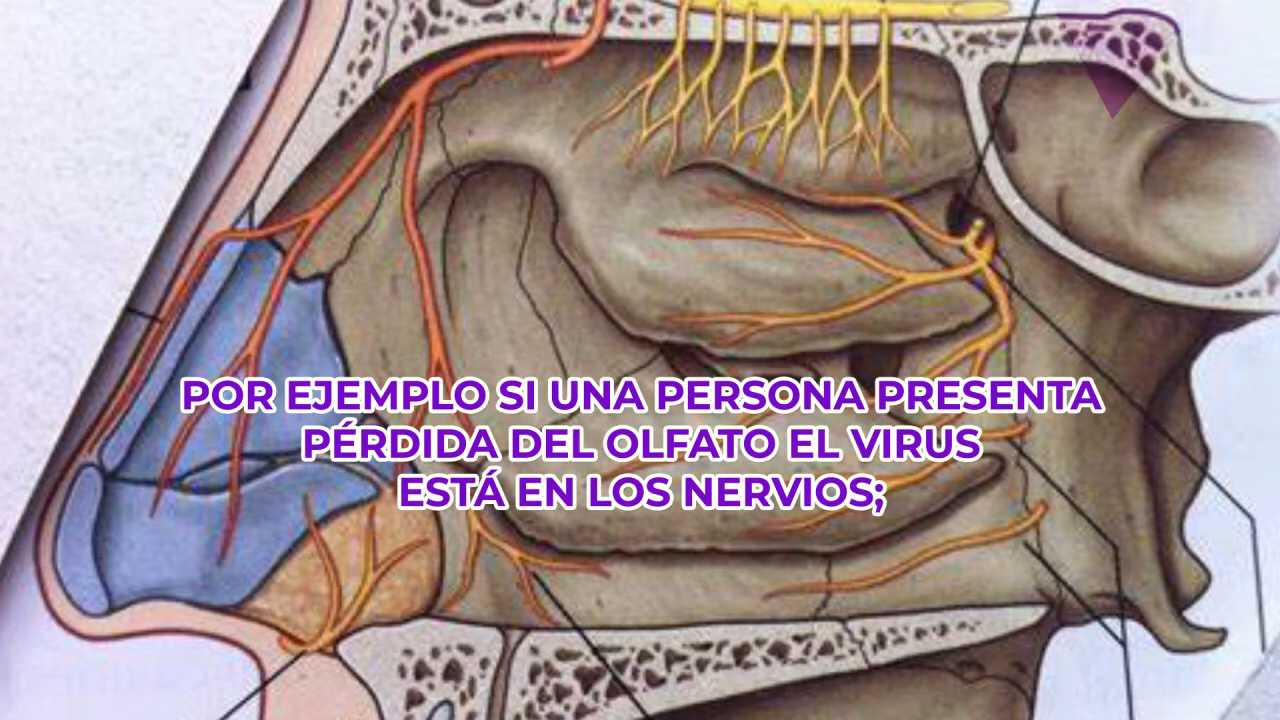 POR EJEMPLO SI UNA PERSONA PRESENTA
PÉRDIDA DEL OLFATO EL VIRUS
ESTÁ EN LOS NERVIOS;